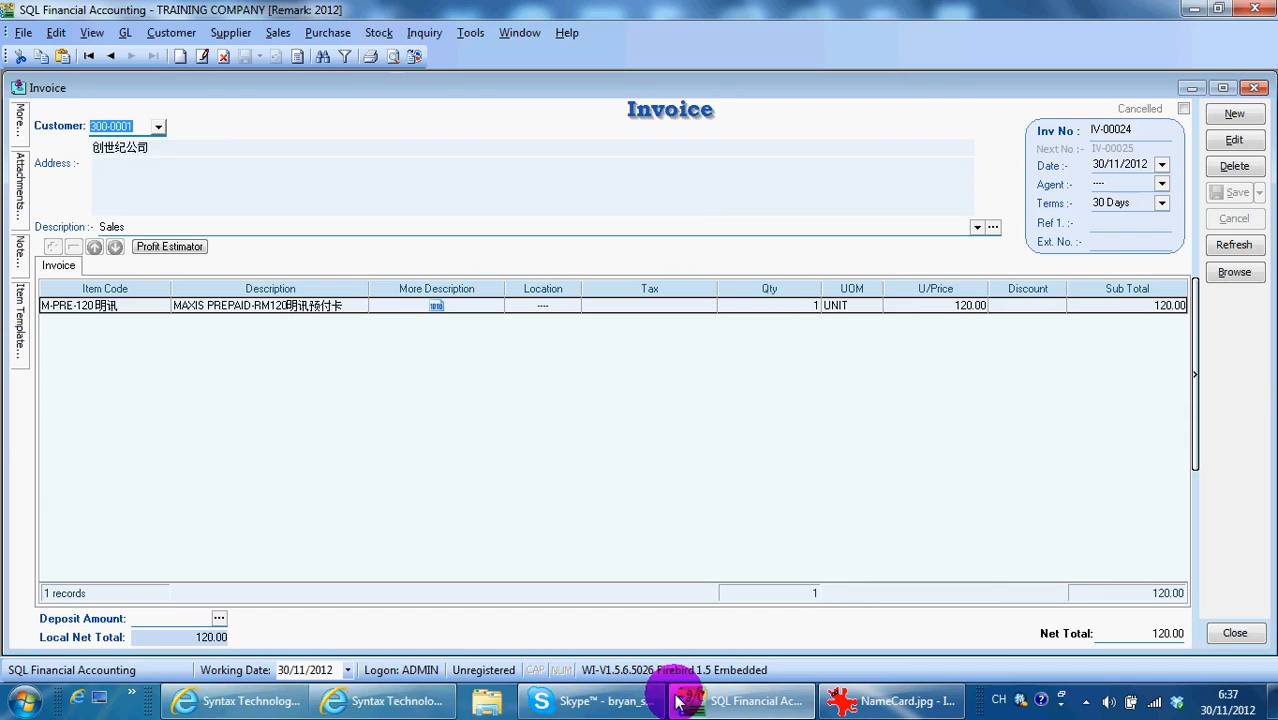 SQL Financial Accounting - TRAINING COMPANY [Remark: 2012]
File Edit View GL Customer Supplier Sales Purchase Stock Inquiry Tools Window Help
Invoice
Invoice
Cancelled
More...
Attachments...
Note...
Item Template...
Customer: 300-0001
创世纪公司
Address :-
Description :- Sales
Inv No : IV-00024
Next No :- IV-00025
Date :- 30/11/2012
Agent :- ----
Terms :- 30 Days
Ref 1. :-
Ext. No. :-
New
Edit
Delete
Save
Cancel
Refresh
Browse
Profit Estimator
Invoice
Item Code Description More Description Location Tax Qty UOM U/Price Discount Sub Total
M-PRE-120明讯 MAXIS PREPAID-RM120明讯预付卡 ---- 1 UNIT 120.00 120.00
1 records 1 120.00
Deposit Amount:
Local Net Total: 120.00
Net Total: 120.00
Close
SQL Financial Accounting Working Date: 30/11/2012 Logon: ADMIN Unregistered CAP NUM WI-V1.5.6.5026 Firebird 1.5 Embedded
Syntax Technolog... Syntax Technolo... Skype™ - bryan_s... SQL Financial Ac... NameCard.jpg - I... CH 6:37
30/11/2012